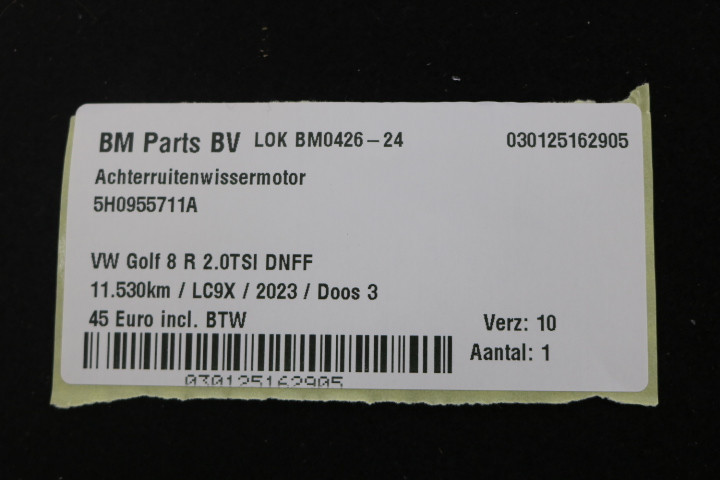 BM Parts BV LOK BM0426-24 030125162905
Achterruitenwissermotor
5H0955711A
VW Golf 8 R 2.0TSI DNFF
11.530km / LC9X / 2023 / Doos 3
45 Euro incl. BTW Verz: 10
Aantal: 1
030125162905